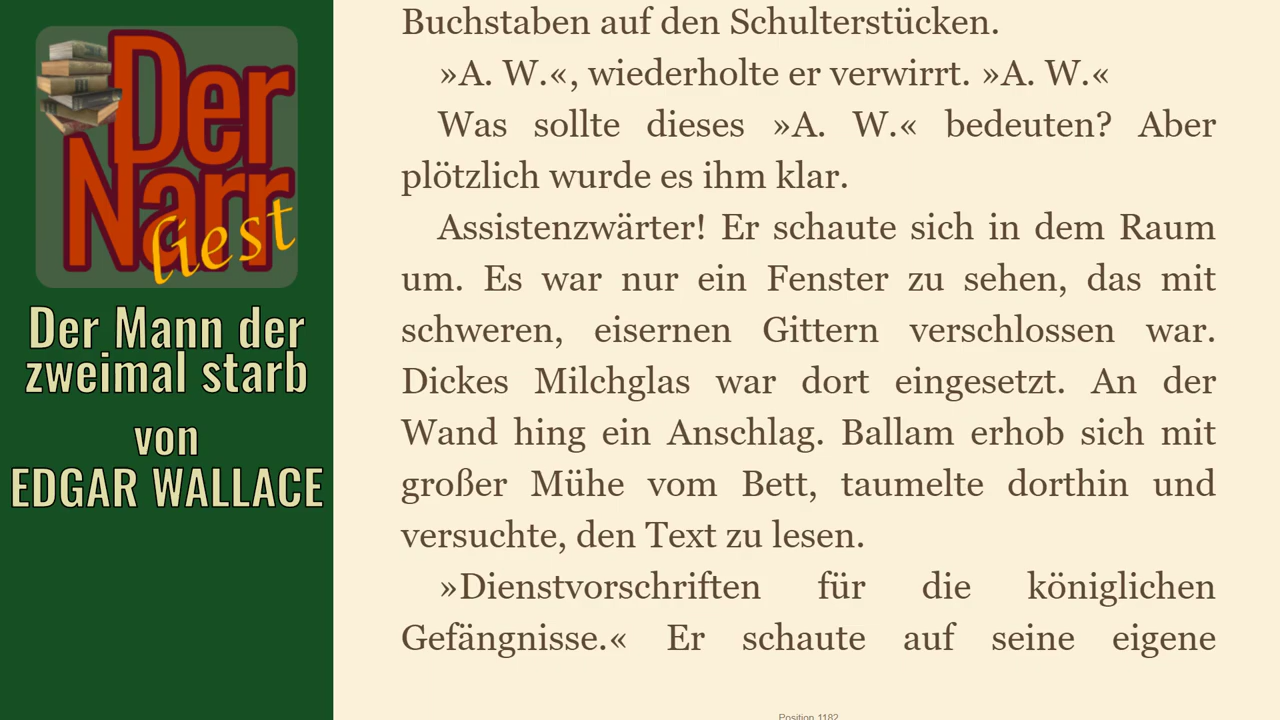 Der
Narr
liest
Der Mann der
zweimal starb
von
EDGAR WALLACE
Buchstaben auf den Schulterstücken.
»A. W.«, wiederholte er verwirrt. »A. W.«
Was sollte dieses »A. W.« bedeuten? Aber
plötzlich wurde es ihm klar.
Assistenzwärter! Er schaute sich in dem Raum
um. Es war nur ein Fenster zu sehen, das mit
schweren, eisernen Gittern verschlossen war.
Dickes Milchglas war dort eingesetzt. An der
Wand hing ein Anschlag. Ballam erhob sich mit
großer Mühe vom Bett, taumelte dorthin und
versuchte, den Text zu lesen.
»Dienstvorschriften für die königlichen
Gefängnisse.« Er schaute auf seine eigene
Position 1182